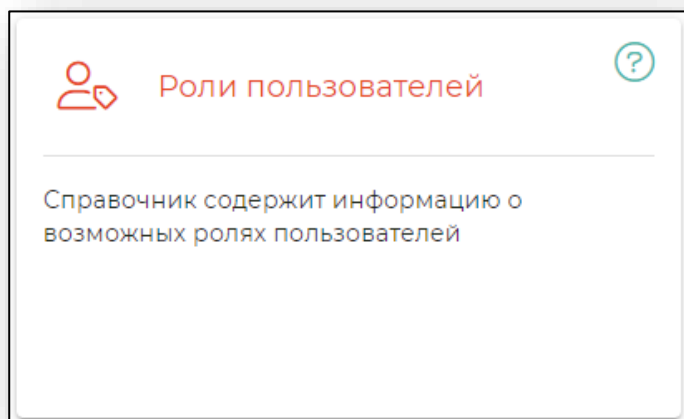 Роли пользователей
?
Справочник содержит информацию о
возможных ролях пользователей